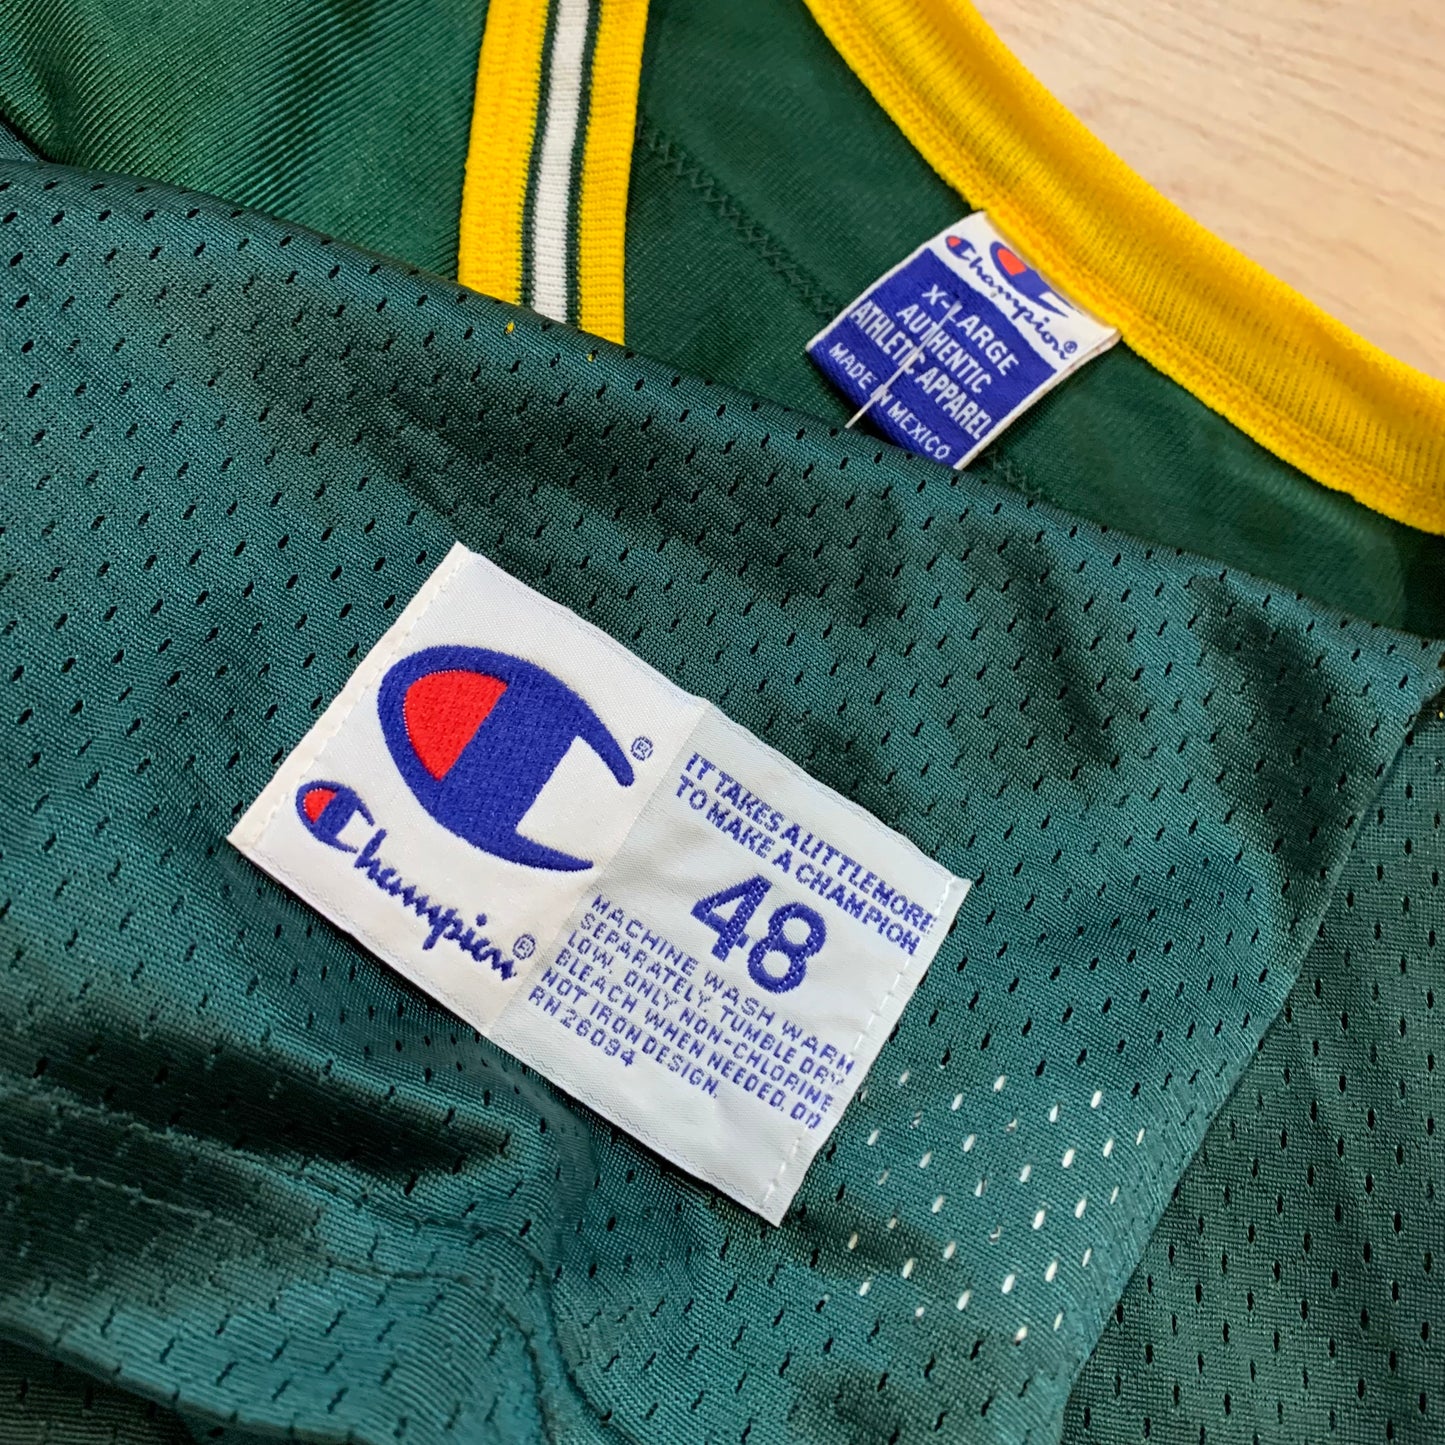 Champion®
X-LARGE
AUTHENTIC
ATHLETIC APPAREL
MADE IN MEXICO
®
Champion®
IT TAKES A LITTLE MORE
TO MAKE A CHAMPION
48
MACHINE WASH WARM
SEPARATELY. TUMBLE DRY
LOW. ONLY NON-CHLORINE
BLEACH WHEN NEEDED. DO
NOT IRON DESIGN.
RN 26094